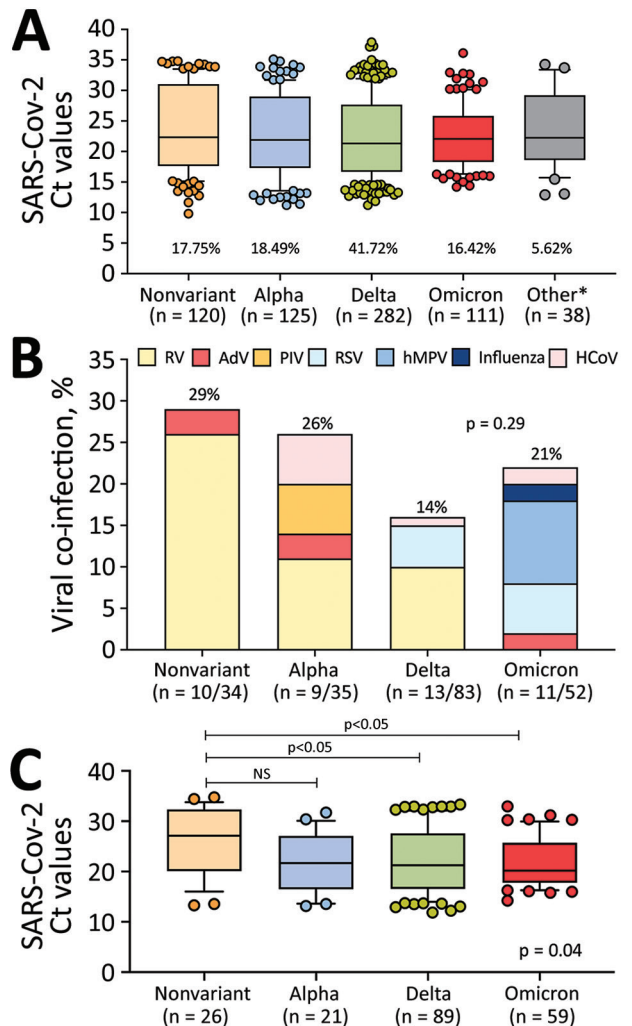 A
SARS-Cov-2
Ct values
40
35
30
25
20
15
10
5
0
17.75% 18.49% 41.72% 16.42% 5.62%
Nonvariant Alpha Delta Omicron Other*
(n = 120) (n = 125) (n = 282) (n = 111) (n = 38)
B
Viral co-infection, %
RV AdV PIV RSV hMPV Influenza HCoV
35
30
25
20
15
10
5
0
29% 26% 14% 21%
p = 0.29
Nonvariant Alpha Delta Omicron
(n = 10/34) (n = 9/35) (n = 13/83) (n = 11/52)
C
p<0.05
p<0.05
NS
SARS-Cov-2
Ct values
40
30
20
10
0
p = 0.04
Nonvariant Alpha Delta Omicron
(n = 26) (n = 21) (n = 89) (n = 59)